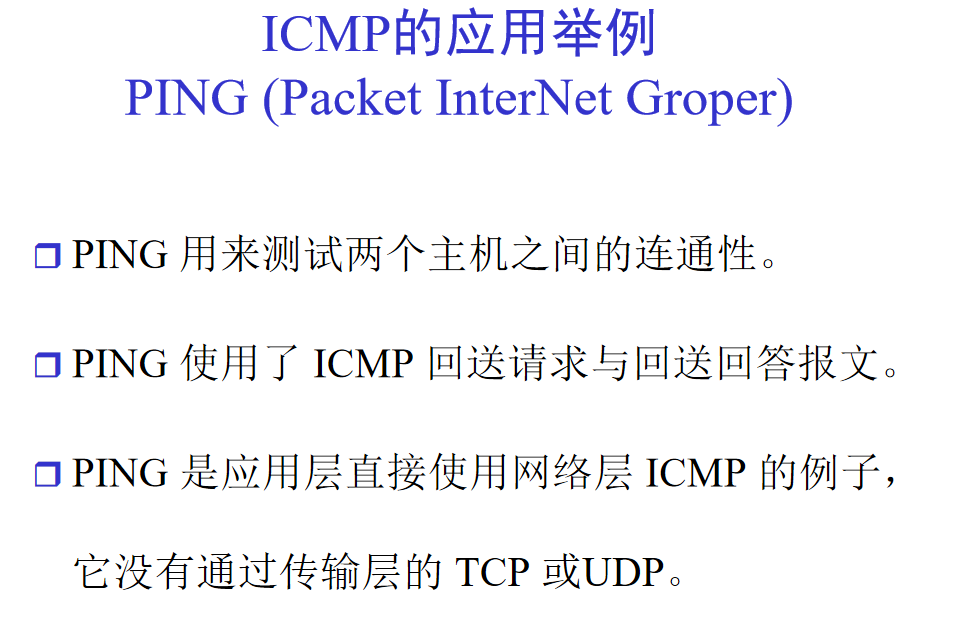 ICMP的应用举例
PING (Packet InterNet Groper)
PING 用来测试两个主机之间的连通性。
PING 使用了 ICMP 回送请求与回送回答报文。
PING 是应用层直接使用网络层 ICMP 的例子，
它没有通过传输层的 TCP 或UDP。